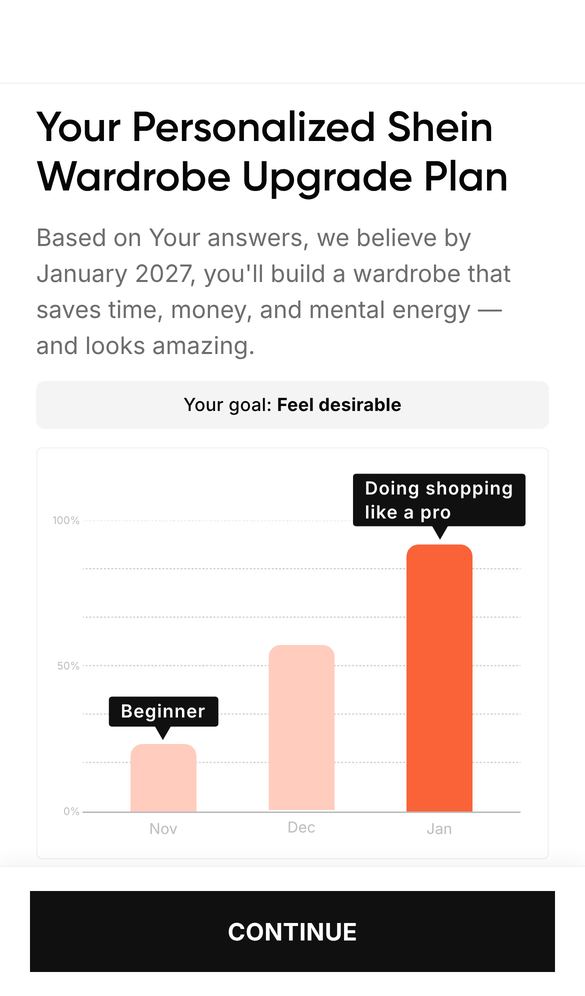 Your Personalized Shein
Wardrobe Upgrade Plan
Based on Your answers, we believe by
January 2027, you'll build a wardrobe that
saves time, money, and mental energy —
and looks amazing.
Your goal: Feel desirable
Doing shopping
like a pro
100%
50%
Beginner
0%
Nov
Dec
Jan
CONTINUE